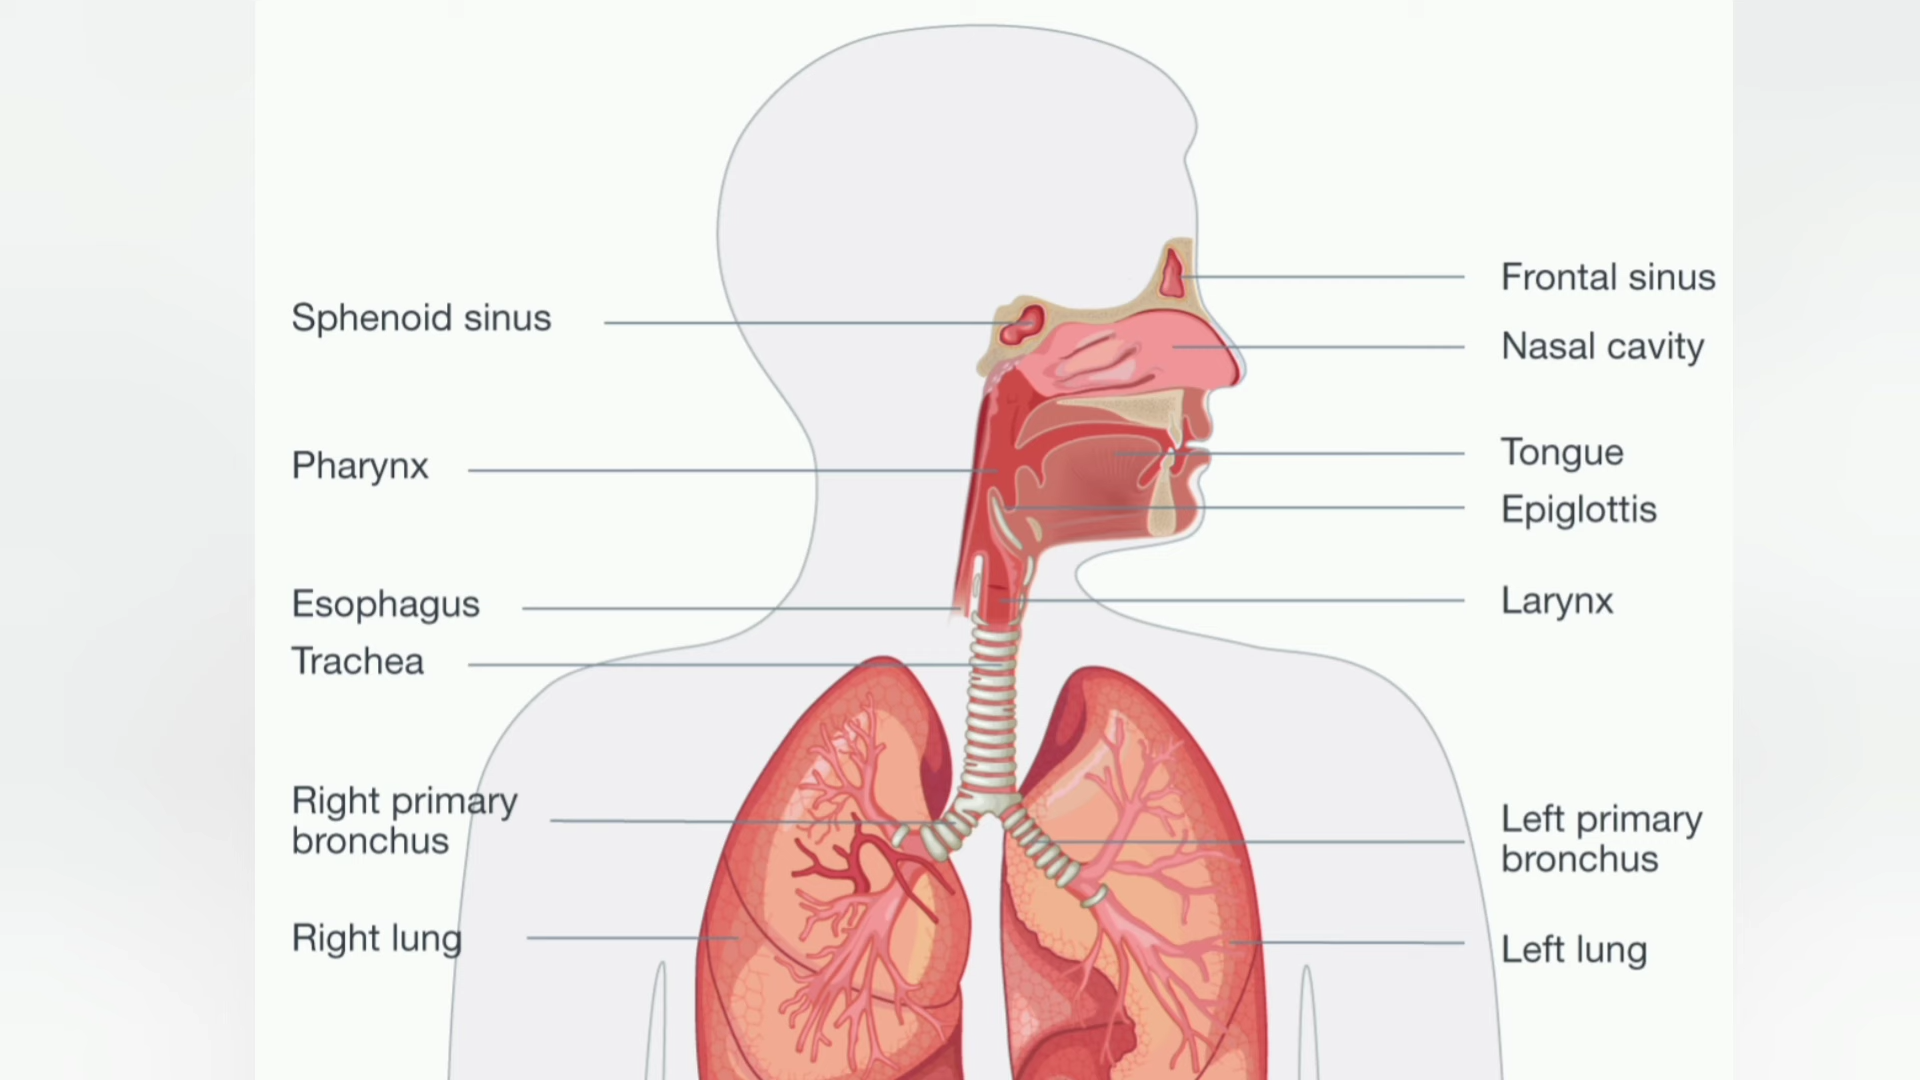 Sphenoid sinus
Pharynx
Esophagus
Trachea
Right primary
bronchus
Right lung
Frontal sinus
Nasal cavity
Tongue
Epiglottis
Larynx
Left primary
bronchus
Left lung